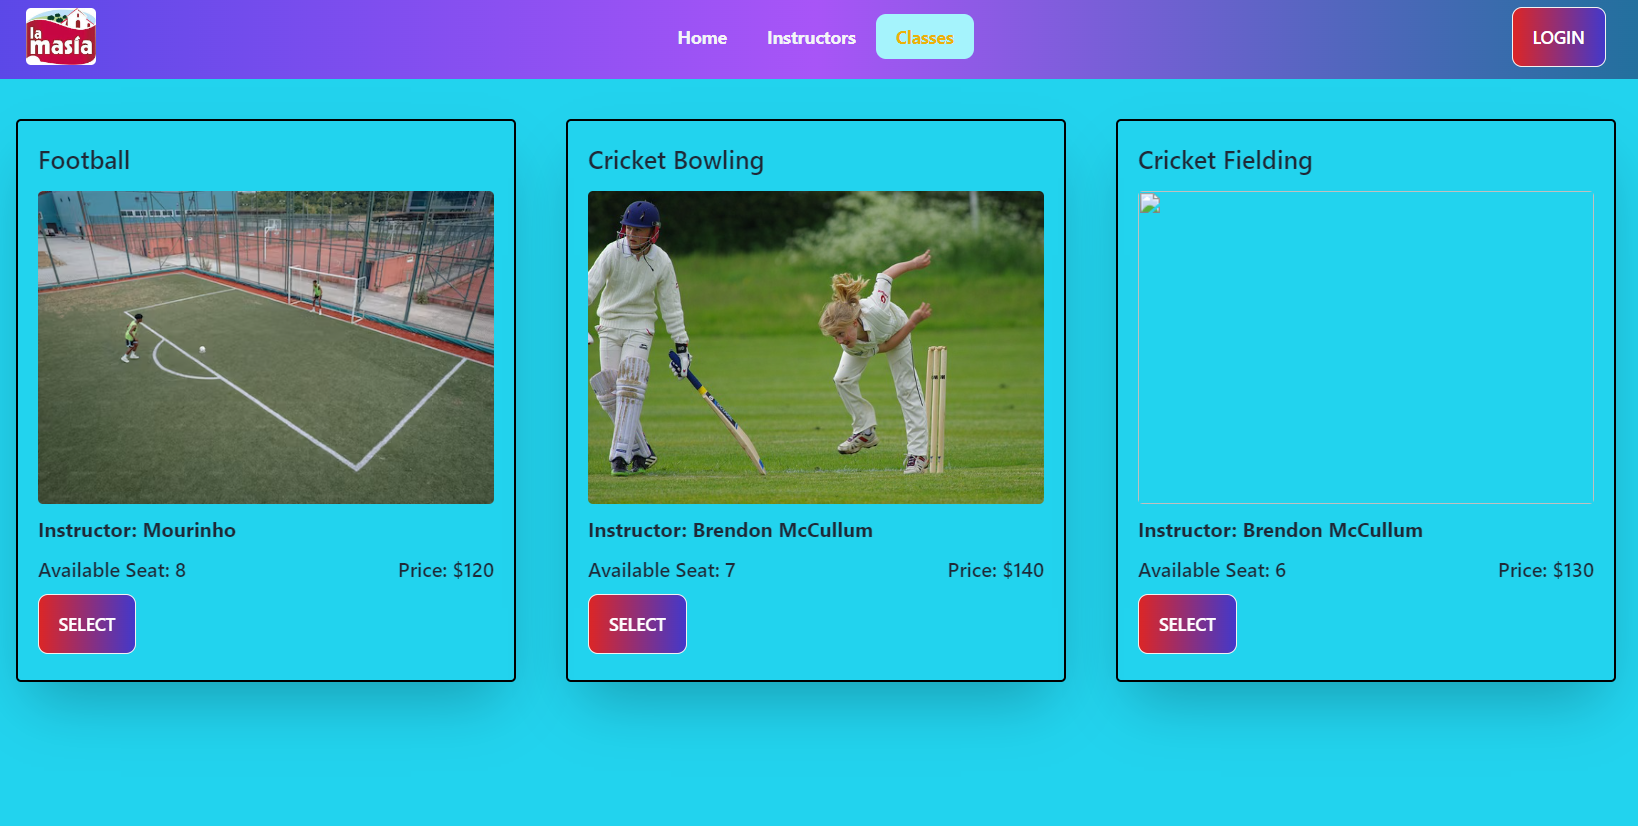 la
masía
Home
Instructors
Classes
LOGIN
Football
Instructor: Mourinho
Available Seat: 8
Price: $120
SELECT
Cricket Bowling
Instructor: Brendon McCullum
Available Seat: 7
Price: $140
SELECT
Cricket Fielding
Instructor: Brendon McCullum
Available Seat: 6
Price: $130
SELECT